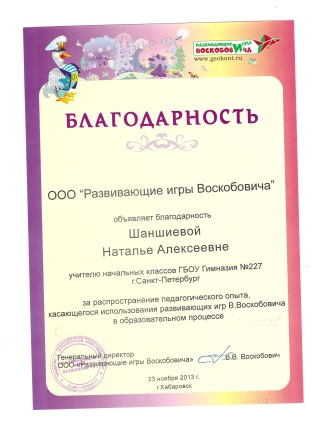 РАЗВИВАЮЩИЕ ИГРЫ
ВОСКОБОВИЧА
www.geokont.ru
БЛАГОДАРНОСТЬ
ООО “Развивающие игры Воскобовича”
объявляет благодарность
Шаншиевой
Наталье Алексеевне
учителю начальных классов ГБОУ Гимназия №227
г.Санкт-Петербург
за распространение педагогического опыта,
касающегося использования развивающих игр В.Воскобовича
в образовательном процессе
Генеральный директор
ООО «Развивающие игры Воскобовича»
В.В. Воскобович
23 ноября 2013 г.
г.Хабаровск